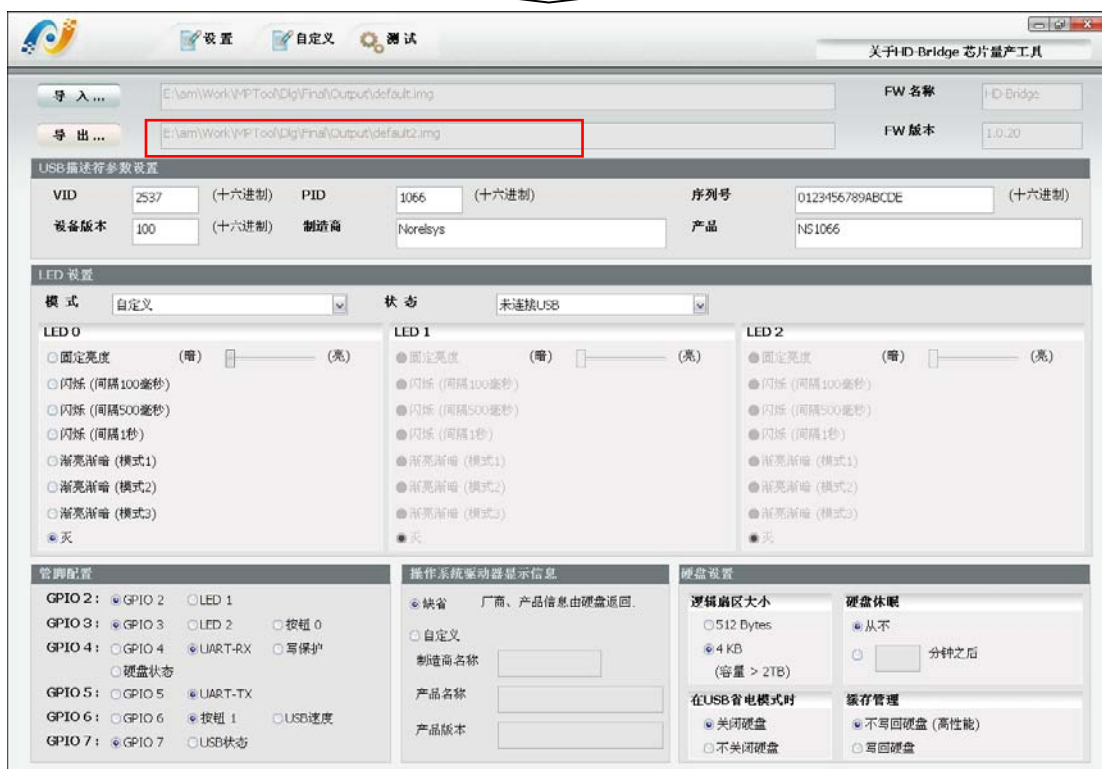 设置 自定义 测试
关于HD-Bridge 芯片量产工具
导 入... E:\am\Work\MPTool\Dlg\Final\Output\default.img FW 名称 HD-Bridge
导 出... E:\am\Work\MPTool\Dlg\Final\Output\default2.img FW 版本 1.0.20
USB描述符参数设置
VID 2537 (十六进制) PID 1066 (十六进制) 序列号 0123456789ABCDE (十六进制)
设备版本 100 (十六进制) 制造商 Norelsys 产品 NS1066
LED 设置
模 式 自定义 状 态 未连接USB
LED 0 LED 1 LED 2
固定亮度 (暗) (亮) 固定亮度 (暗) (亮) 固定亮度 (暗) (亮)
闪烁 (间隔100毫秒) 闪烁 (间隔100毫秒) 闪烁 (间隔100毫秒)
闪烁 (间隔500毫秒) 闪烁 (间隔500毫秒) 闪烁 (间隔500毫秒)
闪烁 (间隔1秒) 闪烁 (间隔1秒) 闪烁 (间隔1秒)
渐亮渐暗 (模式1) 渐亮渐暗 (模式1) 渐亮渐暗 (模式1)
渐亮渐暗 (模式2) 渐亮渐暗 (模式2) 渐亮渐暗 (模式2)
渐亮渐暗 (模式3) 渐亮渐暗 (模式3) 渐亮渐暗 (模式3)
灭 灭 灭
管脚配置
GPIO 2: GPIO 2 LED 1
GPIO 3: GPIO 3 LED 2 按钮 0
GPIO 4: GPIO 4 UART-RX 写保护
硬盘状态
GPIO 5: GPIO 5 UART-TX
GPIO 6: GPIO 6 按钮 1 USB速度
GPIO 7: GPIO 7 USB状态
操作系统驱动器显示信息
缺省 厂商、产品信息由硬盘返回.
自定义
制造商名称
产品名称
产品版本
硬盘设置
逻辑扇区大小
512 Bytes
4 KB
(容量 > 2TB)
硬盘休眠
从不
分钟之后
在USB省电模式时
关闭硬盘
不关闭硬盘
缓存管理
不写回硬盘 (高性能)
写回硬盘